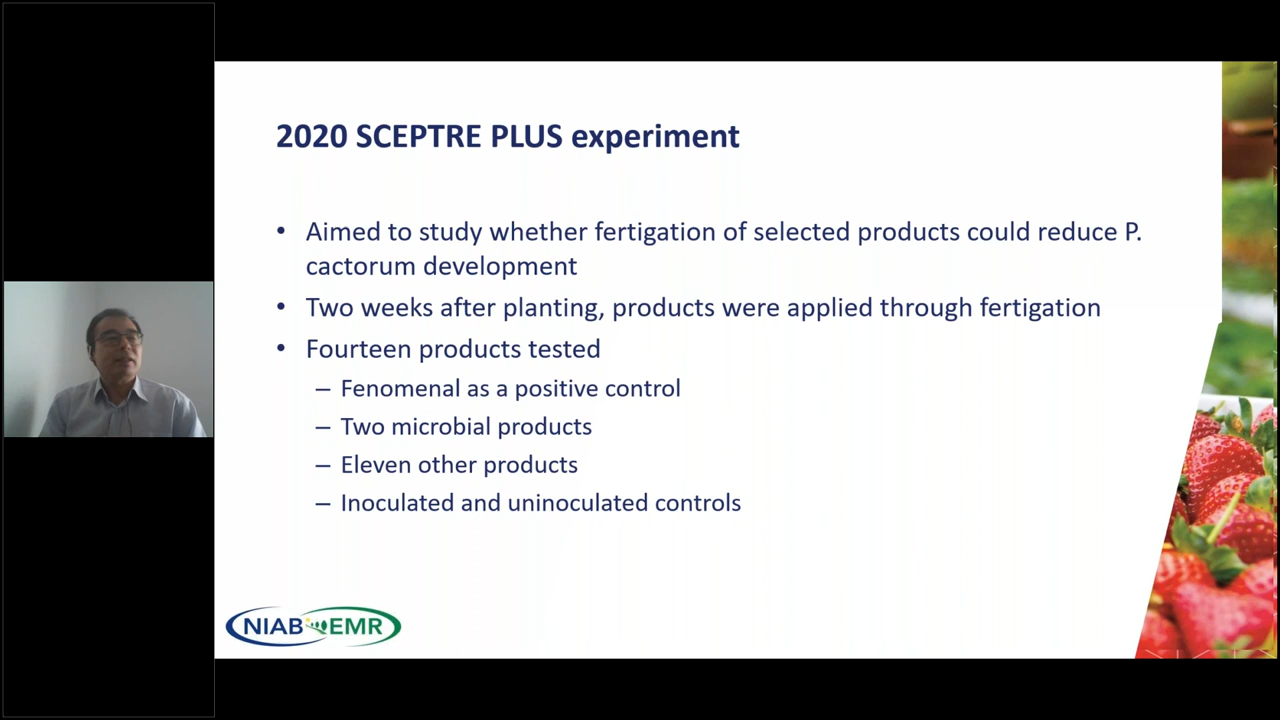 2020 SCEPTRE PLUS experiment
• Aimed to study whether fertigation of selected products could reduce P.
cactorum development
• Two weeks after planting, products were applied through fertigation
• Fourteen products tested
– Fenomenal as a positive control
– Two microbial products
– Eleven other products
– Inoculated and uninoculated controls
NIAB EMR